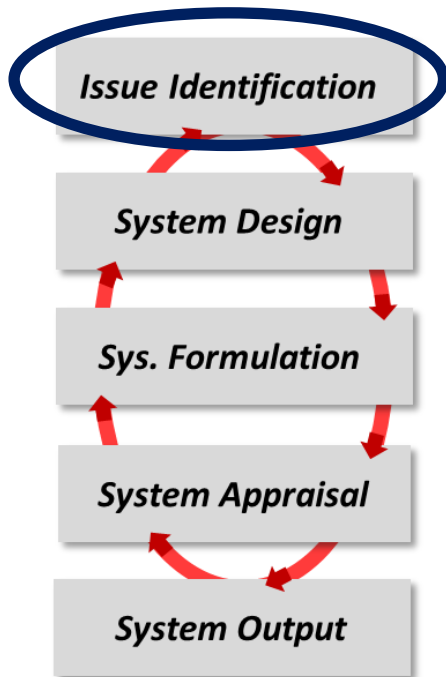 Issue Identification
System Design
Sys. Formulation
System Appraisal
System Output